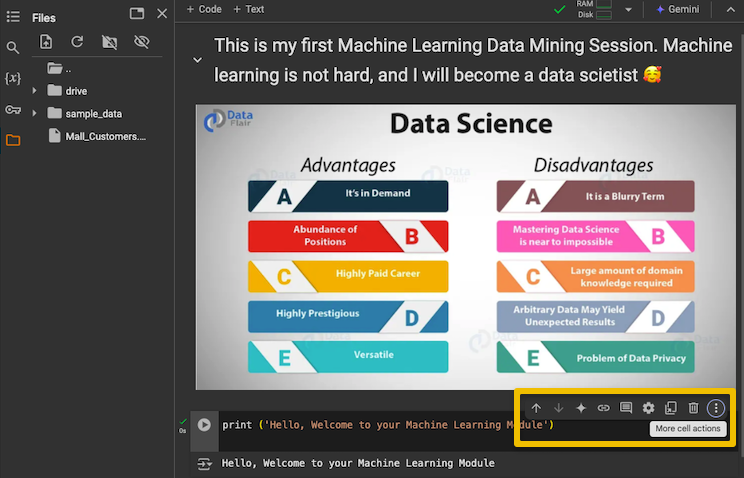 Files
+ Code + Text
RAM
Disk
Gemini
{x}
..
drive
sample_data
Mall_Customers....
This is my first Machine Learning Data Mining Session. Machine
learning is not hard, and I will become a data scietist 🥰
Data
Flair
Data Science
Advantages
Disadvantages
A It's in Demand
Abundance of
Positions B
C Highly Paid Career
Highly Prestigious D
E Versatile
A It is a Blurry Term
Mastering Data Science
is near to impossible B
C Large amount of domain
knowledge required
Arbitrary Data May Yield
Unexpected Results D
E Problem of Data Privacy
More cell actions
0s
print ('Hello, Welcome to your Machine Learning Module')
Hello, Welcome to your Machine Learning Module